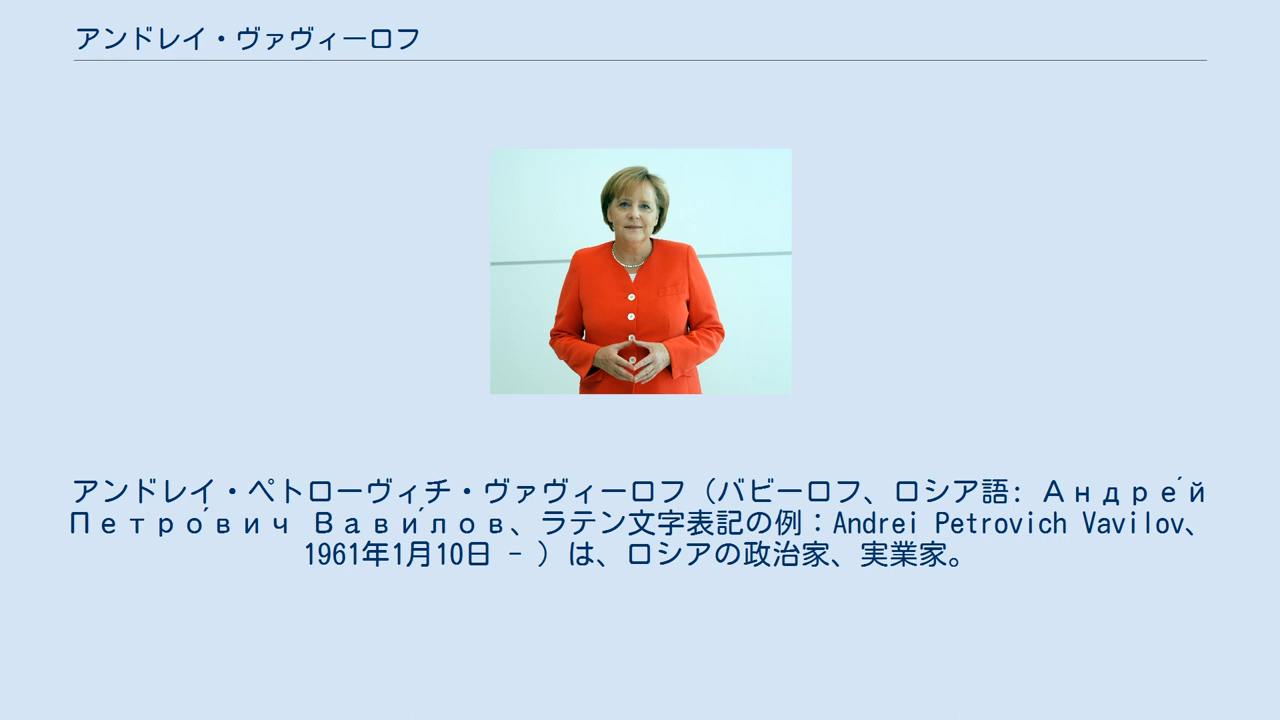 アンドレイ・ヴァヴィーロフ
アンドレイ・ペトローヴィチ・ヴァヴィーロフ（バビーロフ、ロシア語: Андре́й
Петро́вич Вави́лов、ラテン文字表記の例：Andrei Petrovich Vavilov、
1961年1月10日 - ）は、ロシアの政治家、実業家。